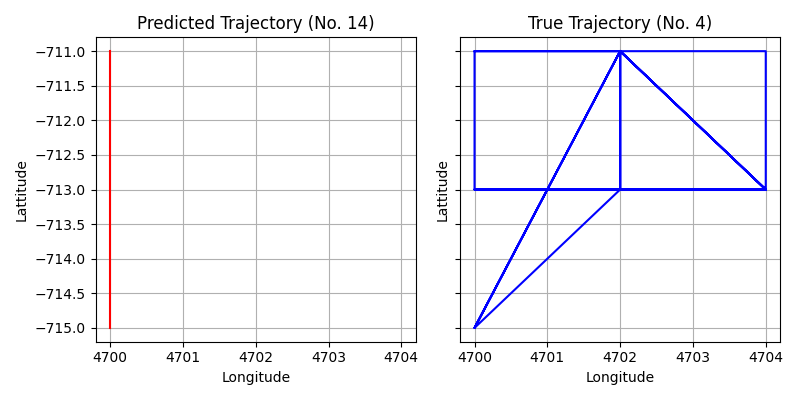 Predicted Trajectory (No. 14)
−711.0
−711.5
−712.0
−712.5
−713.0
−713.5
−714.0
−714.5
−715.0
Lattitude
4700 4701 4702 4703 4704
Longitude
True Trajectory (No. 4)
Lattitude
4700 4701 4702 4703 4704
Longitude